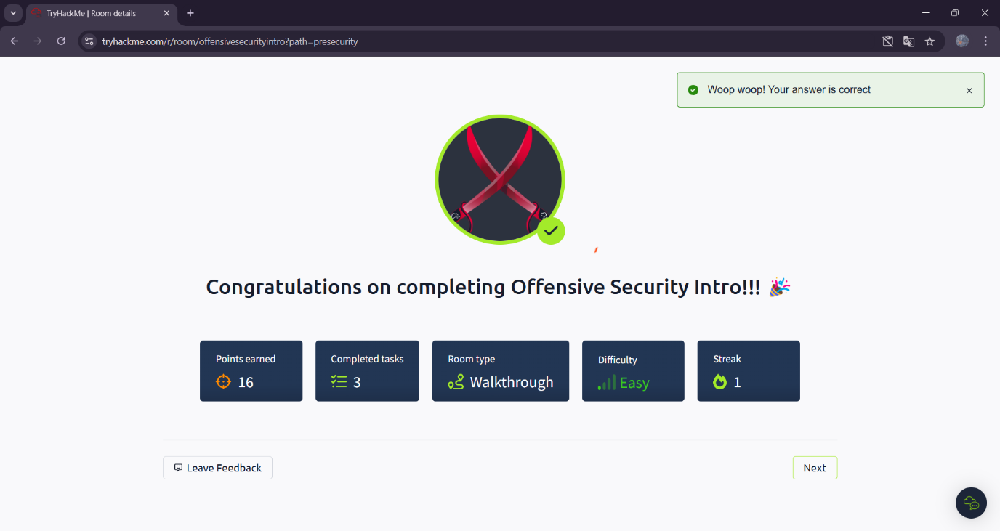 TryHackMe | Room details
tryhackme.com/r/room/offensivesecurityintro?path=presecurity
Woop woop! Your answer is correct
Congratulations on completing Offensive Security Intro!!! 🎉
Points earned
16
Completed tasks
3
Room type
Walkthrough
Difficulty
Easy
Streak
1
Leave Feedback
Next